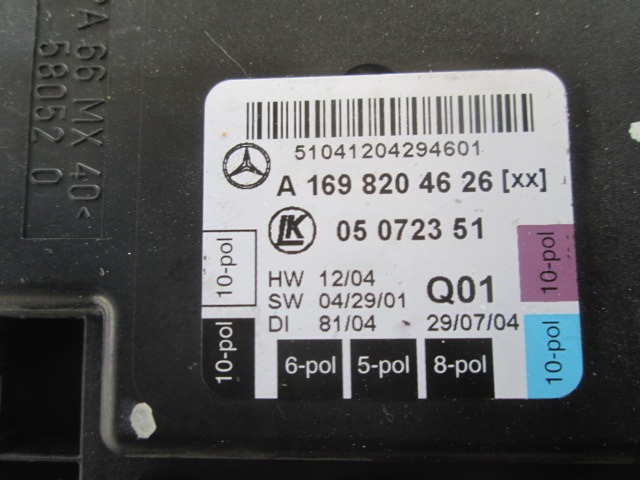 PA 66 MX 40<
58052 0
51041204294601
A 169 820 46 26 [xx]
LK
05 0723 51
HW 12/04
SW 04/29/01
Q01
DI 81/04
29/07/04
10-pol
10-pol
10-pol
10-pol
6-pol
5-pol
8-pol